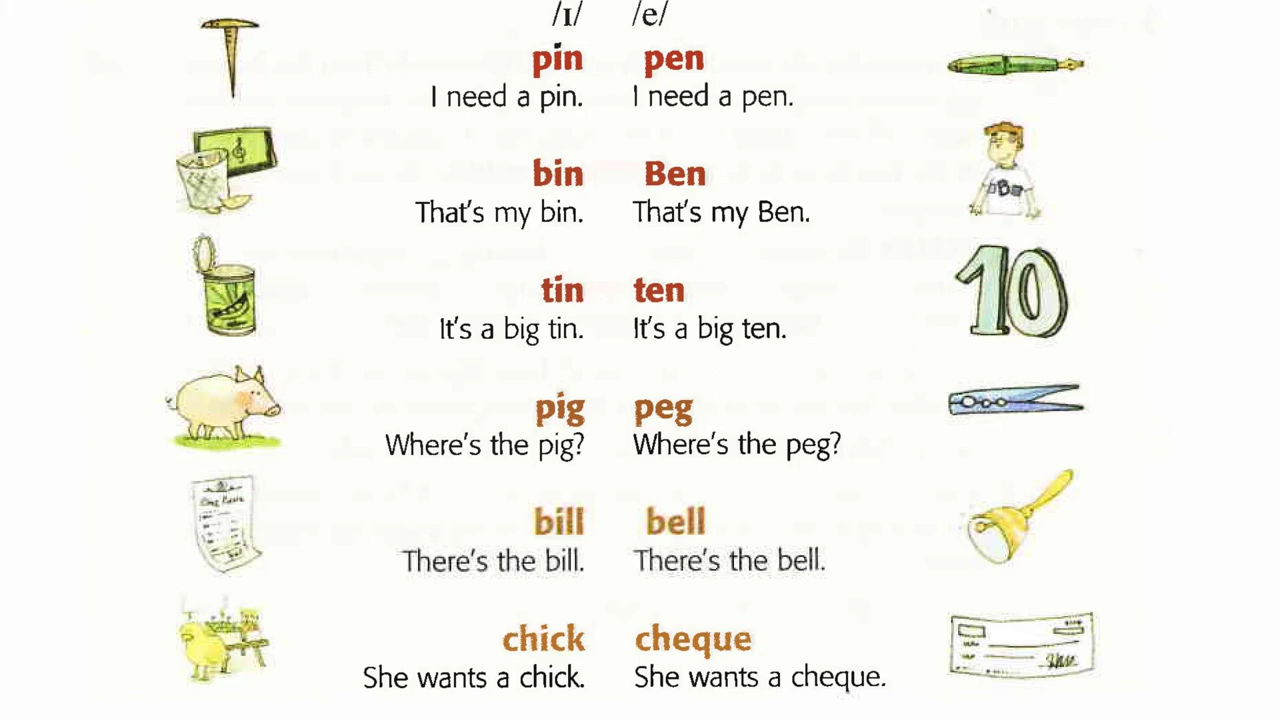 /ɪ/ /e/
pin pen
I need a pin. I need a pen.
bin Ben
That's my bin. That's my Ben.
tin ten
It's a big tin. It's a big ten.
10
pig peg
Where's the pig? Where's the peg?
bill bell
There's the bill. There's the bell.
chick cheque
She wants a chick. She wants a cheque.